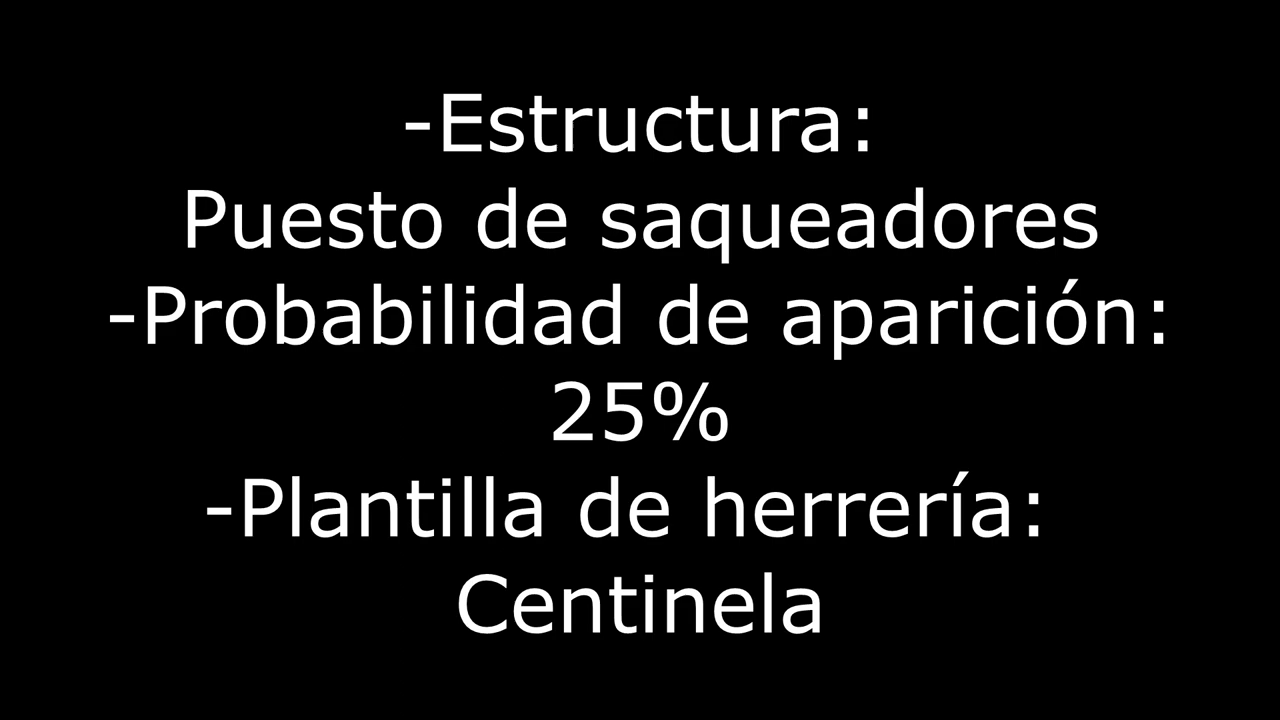 -Estructura:
Puesto de saqueadores
-Probabilidad de aparición:
25%
-Plantilla de herrería:
Centinela